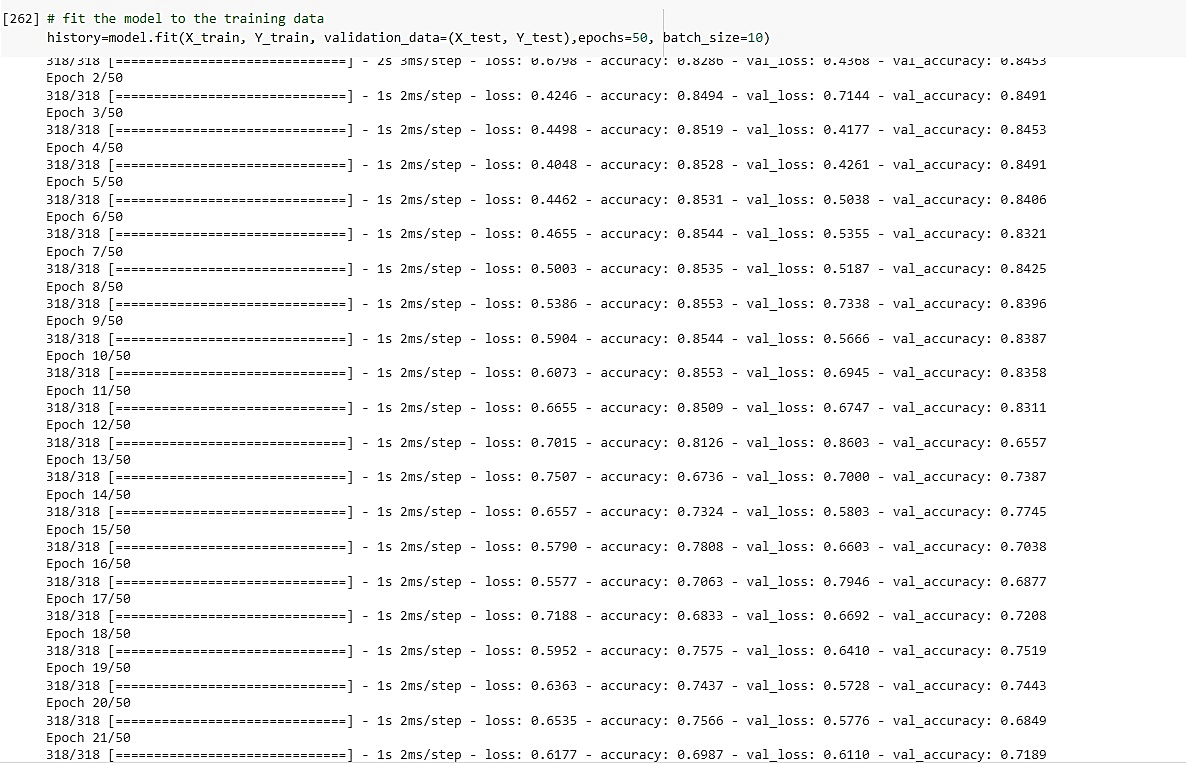 [262] # fit the model to the training data
history=model.fit(X_train, Y_train, validation_data=(X_test, Y_test),epochs=50, batch_size=10)
318/318 [==============================] - 2s 3ms/step - loss: 0.6798 - accuracy: 0.8286 - val_loss: 0.4368 - val_accuracy: 0.8453
Epoch 2/50
318/318 [==============================] - 1s 2ms/step - loss: 0.4246 - accuracy: 0.8494 - val_loss: 0.7144 - val_accuracy: 0.8491
Epoch 3/50
318/318 [==============================] - 1s 2ms/step - loss: 0.4498 - accuracy: 0.8519 - val_loss: 0.4177 - val_accuracy: 0.8453
Epoch 4/50
318/318 [==============================] - 1s 2ms/step - loss: 0.4048 - accuracy: 0.8528 - val_loss: 0.4261 - val_accuracy: 0.8491
Epoch 5/50
318/318 [==============================] - 1s 2ms/step - loss: 0.4462 - accuracy: 0.8531 - val_loss: 0.5038 - val_accuracy: 0.8406
Epoch 6/50
318/318 [==============================] - 1s 2ms/step - loss: 0.4655 - accuracy: 0.8544 - val_loss: 0.5355 - val_accuracy: 0.8321
Epoch 7/50
318/318 [==============================] - 1s 2ms/step - loss: 0.5003 - accuracy: 0.8535 - val_loss: 0.5187 - val_accuracy: 0.8425
Epoch 8/50
318/318 [==============================] - 1s 2ms/step - loss: 0.5386 - accuracy: 0.8553 - val_loss: 0.7338 - val_accuracy: 0.8396
Epoch 9/50
318/318 [==============================] - 1s 2ms/step - loss: 0.5904 - accuracy: 0.8544 - val_loss: 0.5666 - val_accuracy: 0.8387
Epoch 10/50
318/318 [==============================] - 1s 2ms/step - loss: 0.6073 - accuracy: 0.8553 - val_loss: 0.6945 - val_accuracy: 0.8358
Epoch 11/50
318/318 [==============================] - 1s 2ms/step - loss: 0.6655 - accuracy: 0.8509 - val_loss: 0.6747 - val_accuracy: 0.8311
Epoch 12/50
318/318 [==============================] - 1s 2ms/step - loss: 0.7015 - accuracy: 0.8126 - val_loss: 0.8603 - val_accuracy: 0.6557
Epoch 13/50
318/318 [==============================] - 1s 2ms/step - loss: 0.7507 - accuracy: 0.6736 - val_loss: 0.7000 - val_accuracy: 0.7387
Epoch 14/50
318/318 [==============================] - 1s 2ms/step - loss: 0.6557 - accuracy: 0.7324 - val_loss: 0.5803 - val_accuracy: 0.7745
Epoch 15/50
318/318 [==============================] - 1s 2ms/step - loss: 0.5790 - accuracy: 0.7808 - val_loss: 0.6603 - val_accuracy: 0.7038
Epoch 16/50
318/318 [==============================] - 1s 2ms/step - loss: 0.5577 - accuracy: 0.7063 - val_loss: 0.7946 - val_accuracy: 0.6877
Epoch 17/50
318/318 [==============================] - 1s 2ms/step - loss: 0.7188 - accuracy: 0.6833 - val_loss: 0.6692 - val_accuracy: 0.7208
Epoch 18/50
318/318 [==============================] - 1s 2ms/step - loss: 0.5952 - accuracy: 0.7575 - val_loss: 0.6410 - val_accuracy: 0.7519
Epoch 19/50
318/318 [==============================] - 1s 2ms/step - loss: 0.6363 - accuracy: 0.7437 - val_loss: 0.5728 - val_accuracy: 0.7443
Epoch 20/50
318/318 [==============================] - 1s 2ms/step - loss: 0.6535 - accuracy: 0.7566 - val_loss: 0.5776 - val_accuracy: 0.6849
Epoch 21/50
318/318 [==============================] - 1s 2ms/step - loss: 0.6177 - accuracy: 0.6987 - val_loss: 0.6110 - val_accuracy: 0.7189